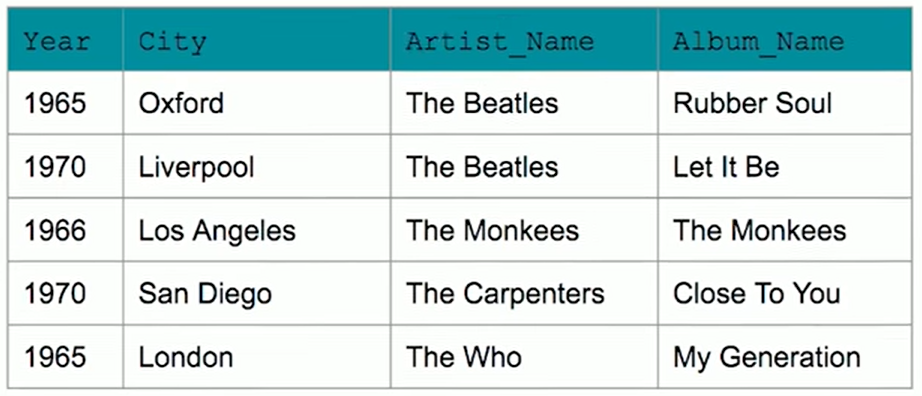 Year City Artist_Name Album_Name
1965 Oxford The Beatles Rubber Soul
1970 Liverpool The Beatles Let It Be
1966 Los Angeles The Monkees The Monkees
1970 San Diego The Carpenters Close To You
1965 London The Who My Generation